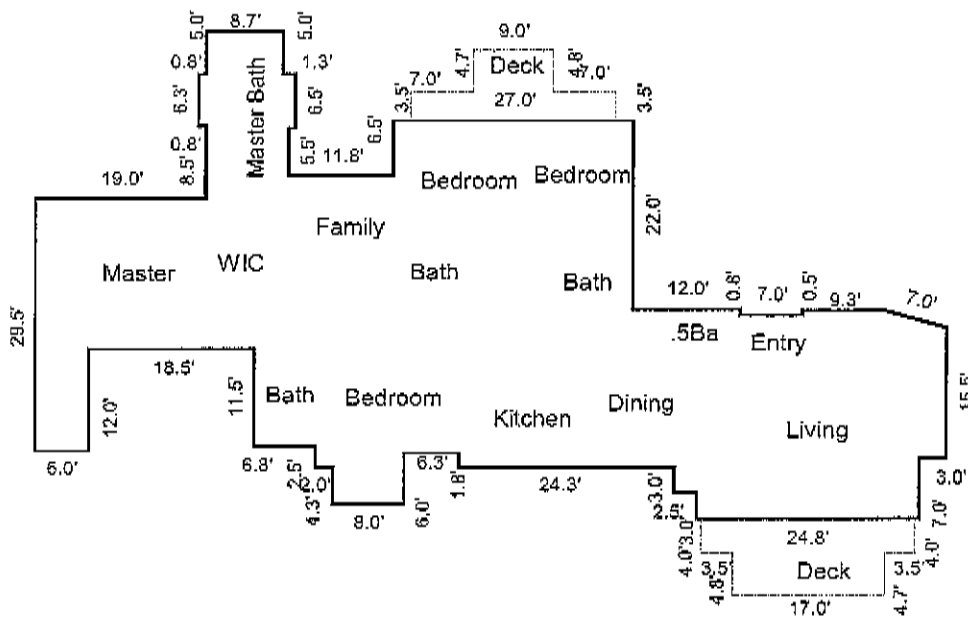 5.0' 8.7' 5.0'
0.8' 1.3'
6.3' Master Bath 6.5'
0.8'
8.5' 5.5'
19.0' 11.8' 6.5'
9.0'
4.7' Deck 4.8'
7.0' 7.0'
3.5' 27.0' 3.5'
Bedroom Bedroom
22.0'
Family
Master WIC Bath Bath
12.0' 0.8' 7.0' 0.5' 9.3' 7.0'
.5Ba Entry
18.5'
12.0' 11.5'
Bath Bedroom Kitchen Dining Living
15.5'
6.8' 6.3' 24.3' 3.0' 3.0'
2.5' 1.8'
4.3' 6.0' 7.0'
3.0' 24.8'
4.0' 4.0'
3.5' Deck 3.5'
4.8' 17.0' 4.7'